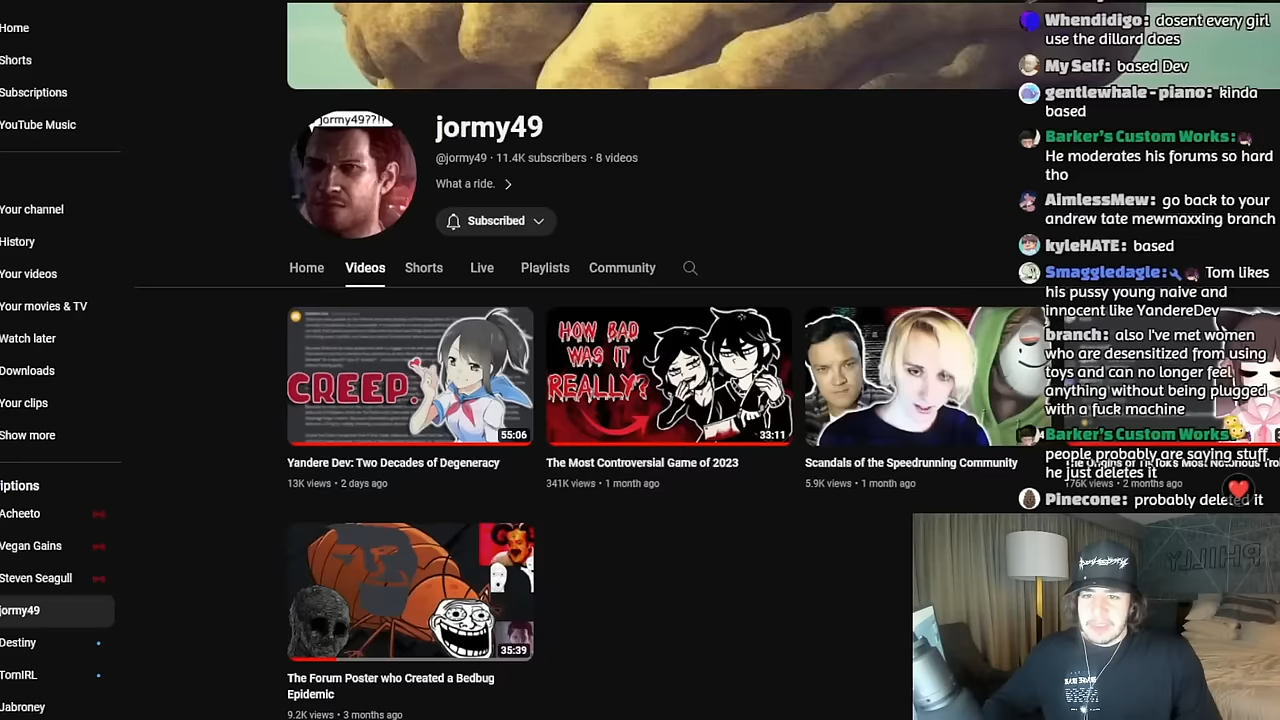 Home
Shorts
Subscriptions
YouTube Music
Your channel
History
Your videos
Your movies & TV
Watch later
Downloads
Your clips
Show more
iptions
Acheeto
Vegan Gains
Steven Seagull
jormy49
Destiny
TomIRL
Jabroney
jormy49??!!
jormy49
@jormy49 · 11.4K subscribers · 8 videos
What a ride.
Subscribed
Home Videos Shorts Live Playlists Community
CREEP.
55:06
Yandere Dev: Two Decades of Degeneracy
13K views · 2 days ago
HOW BAD
WAS IT
REALLY?
33:11
The Most Controversial Game of 2023
341K views · 1 month ago
Scandals of the Speedrunning Community
5.9K views · 1 month ago
176K views · 2 months ago
35:39
The Forum Poster who Created a Bedbug
Epidemic
9.2K views · 3 months ago
Whendidigo: dosent every girl
use the dillard does
My Self: based Dev
gentlewhale-piano: kinda
based
Barker's Custom Works:
He moderates his forums so hard
tho
AimlessMew: go back to your
andrew tate mewmaxxing branch
kyleHATE: based
Smaggledagle: Tom likes
his pussy young naive and
innocent like YandereDev
branch: also I've met women
who are desensitized from using
toys and can no longer feel
anything without being plugged
with a fuck machine
Barker's Custom Works
people probably are saying stuff
he just deletes it
Pinecone: probably deleted it
PHILLY